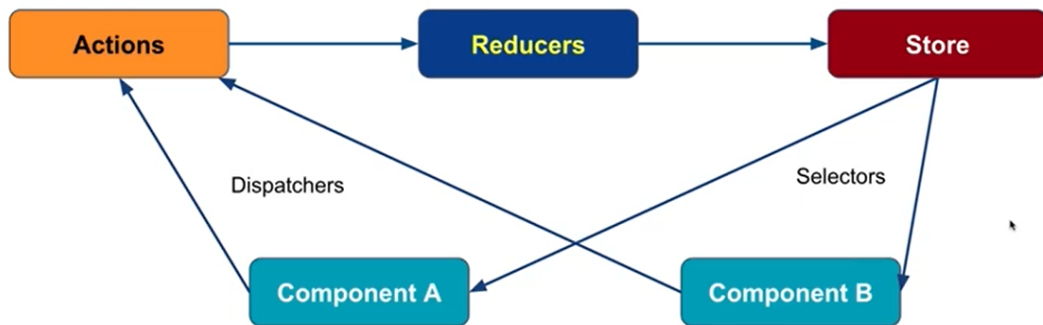 Actions
Reducers
Store
Dispatchers
Selectors
Component A
Component B